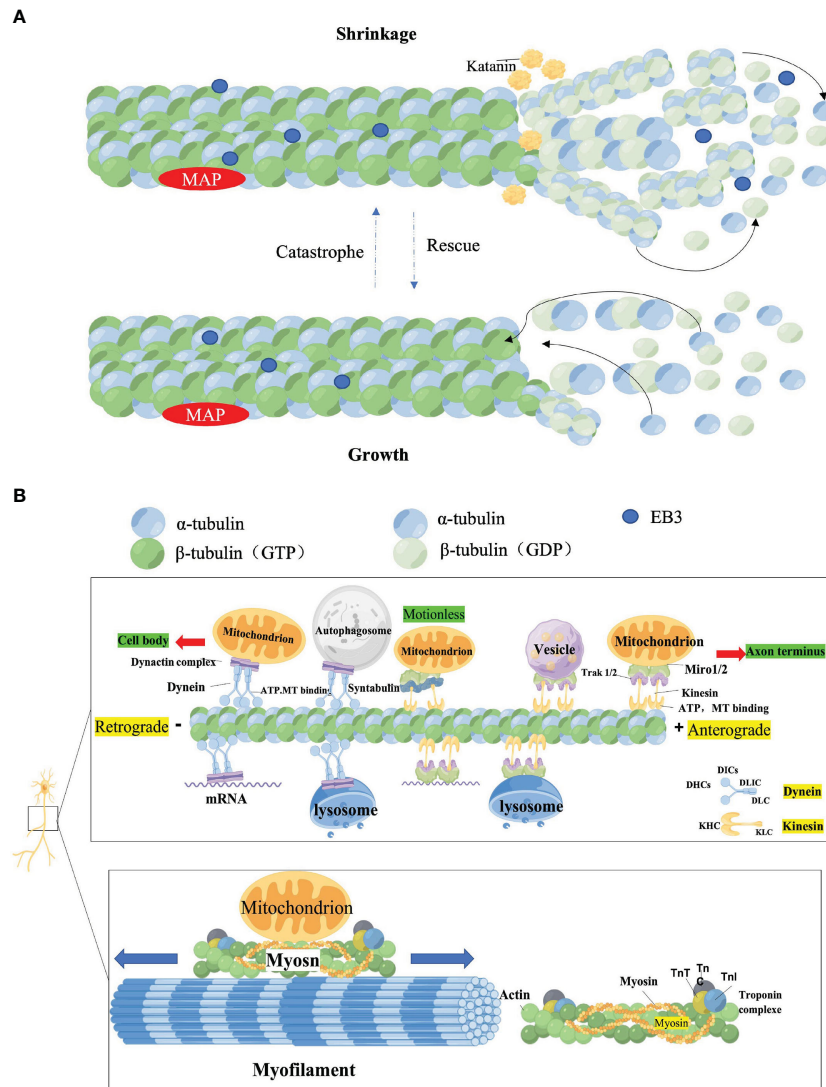 A
Shrinkage
Katanin
MAP
Catastrophe
Rescue
MAP
Growth
B
α-tubulin
β-tubulin（GTP）
α-tubulin
β-tubulin（GDP）
EB3
Cell body
Mitochondrion
Autophagosome
Motionless
Mitochondrion
Vesicle
Mitochondrion
Axon terminus
Dynactin complex
Dynein
ATP.MT binding
Syntabulin
Trak 1/2
Miro1/2
Kinesin
ATP，MT binding
Retrograde -
+ Anterograde
mRNA
lysosome
lysosome
DICs
DHCs
DLIC
DLC
Dynein
KHC
KLC
Kinesin
Mitochondrion
Myosn
Myofilament
Actin
Myosin
Myosin
TnT
Tn
C
TnI
Troponin
complexe